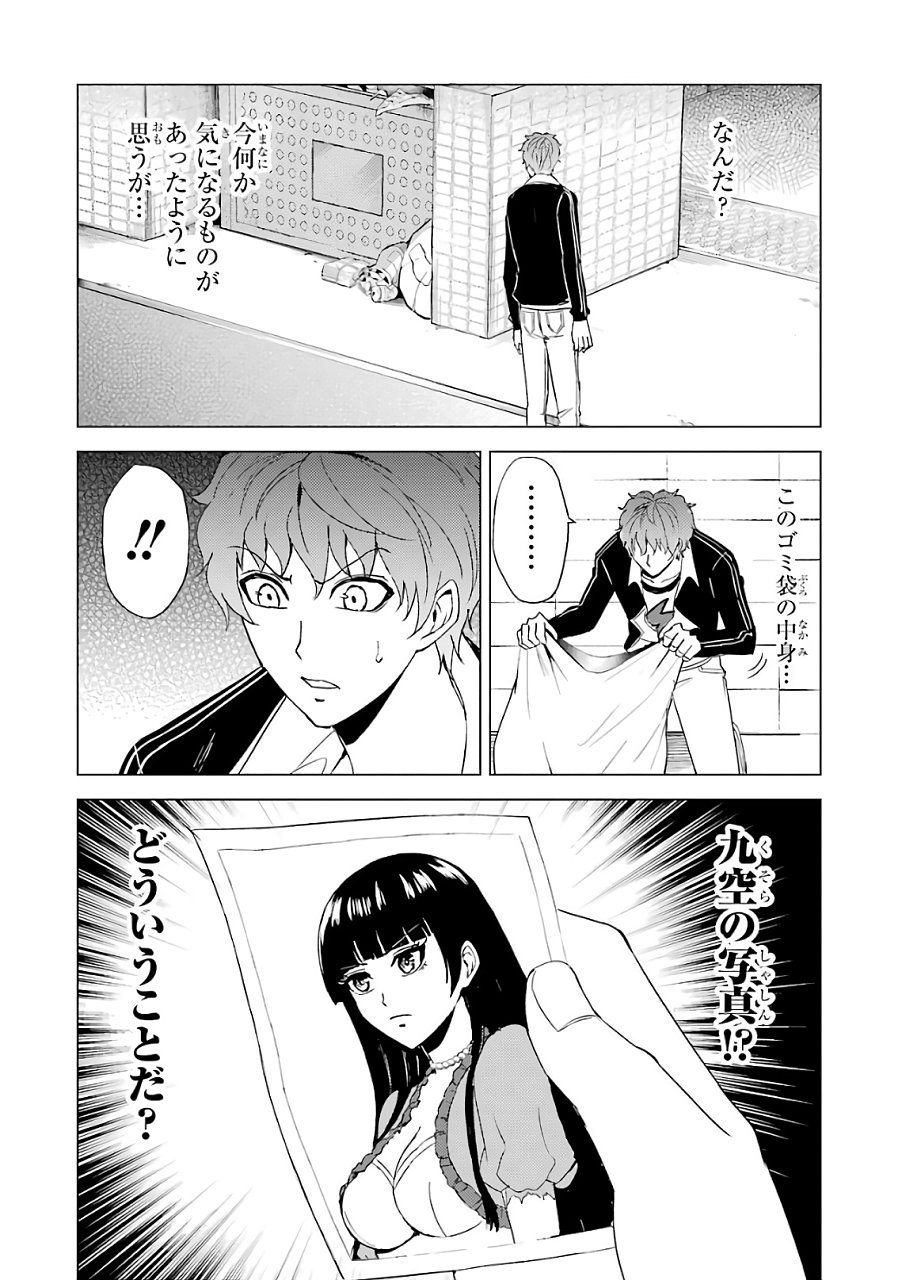 なんだ?
今何か
気になるものが
あったように
思うが…
このゴミ袋の中身…
………
!!
九空の写真!?
どういうことだ?